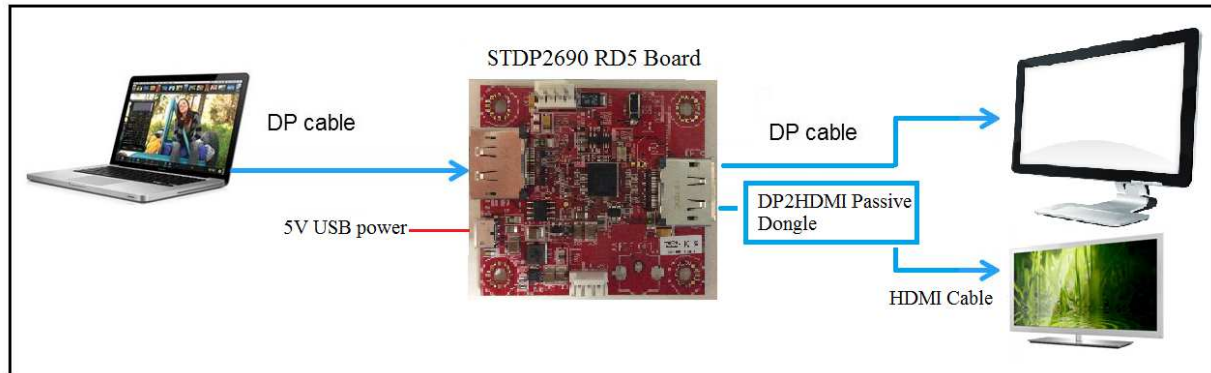 STDP2690 RD5 Board
DP cable
DP cable
5V USB power
DP2HDMI Passive
Dongle
HDMI Cable